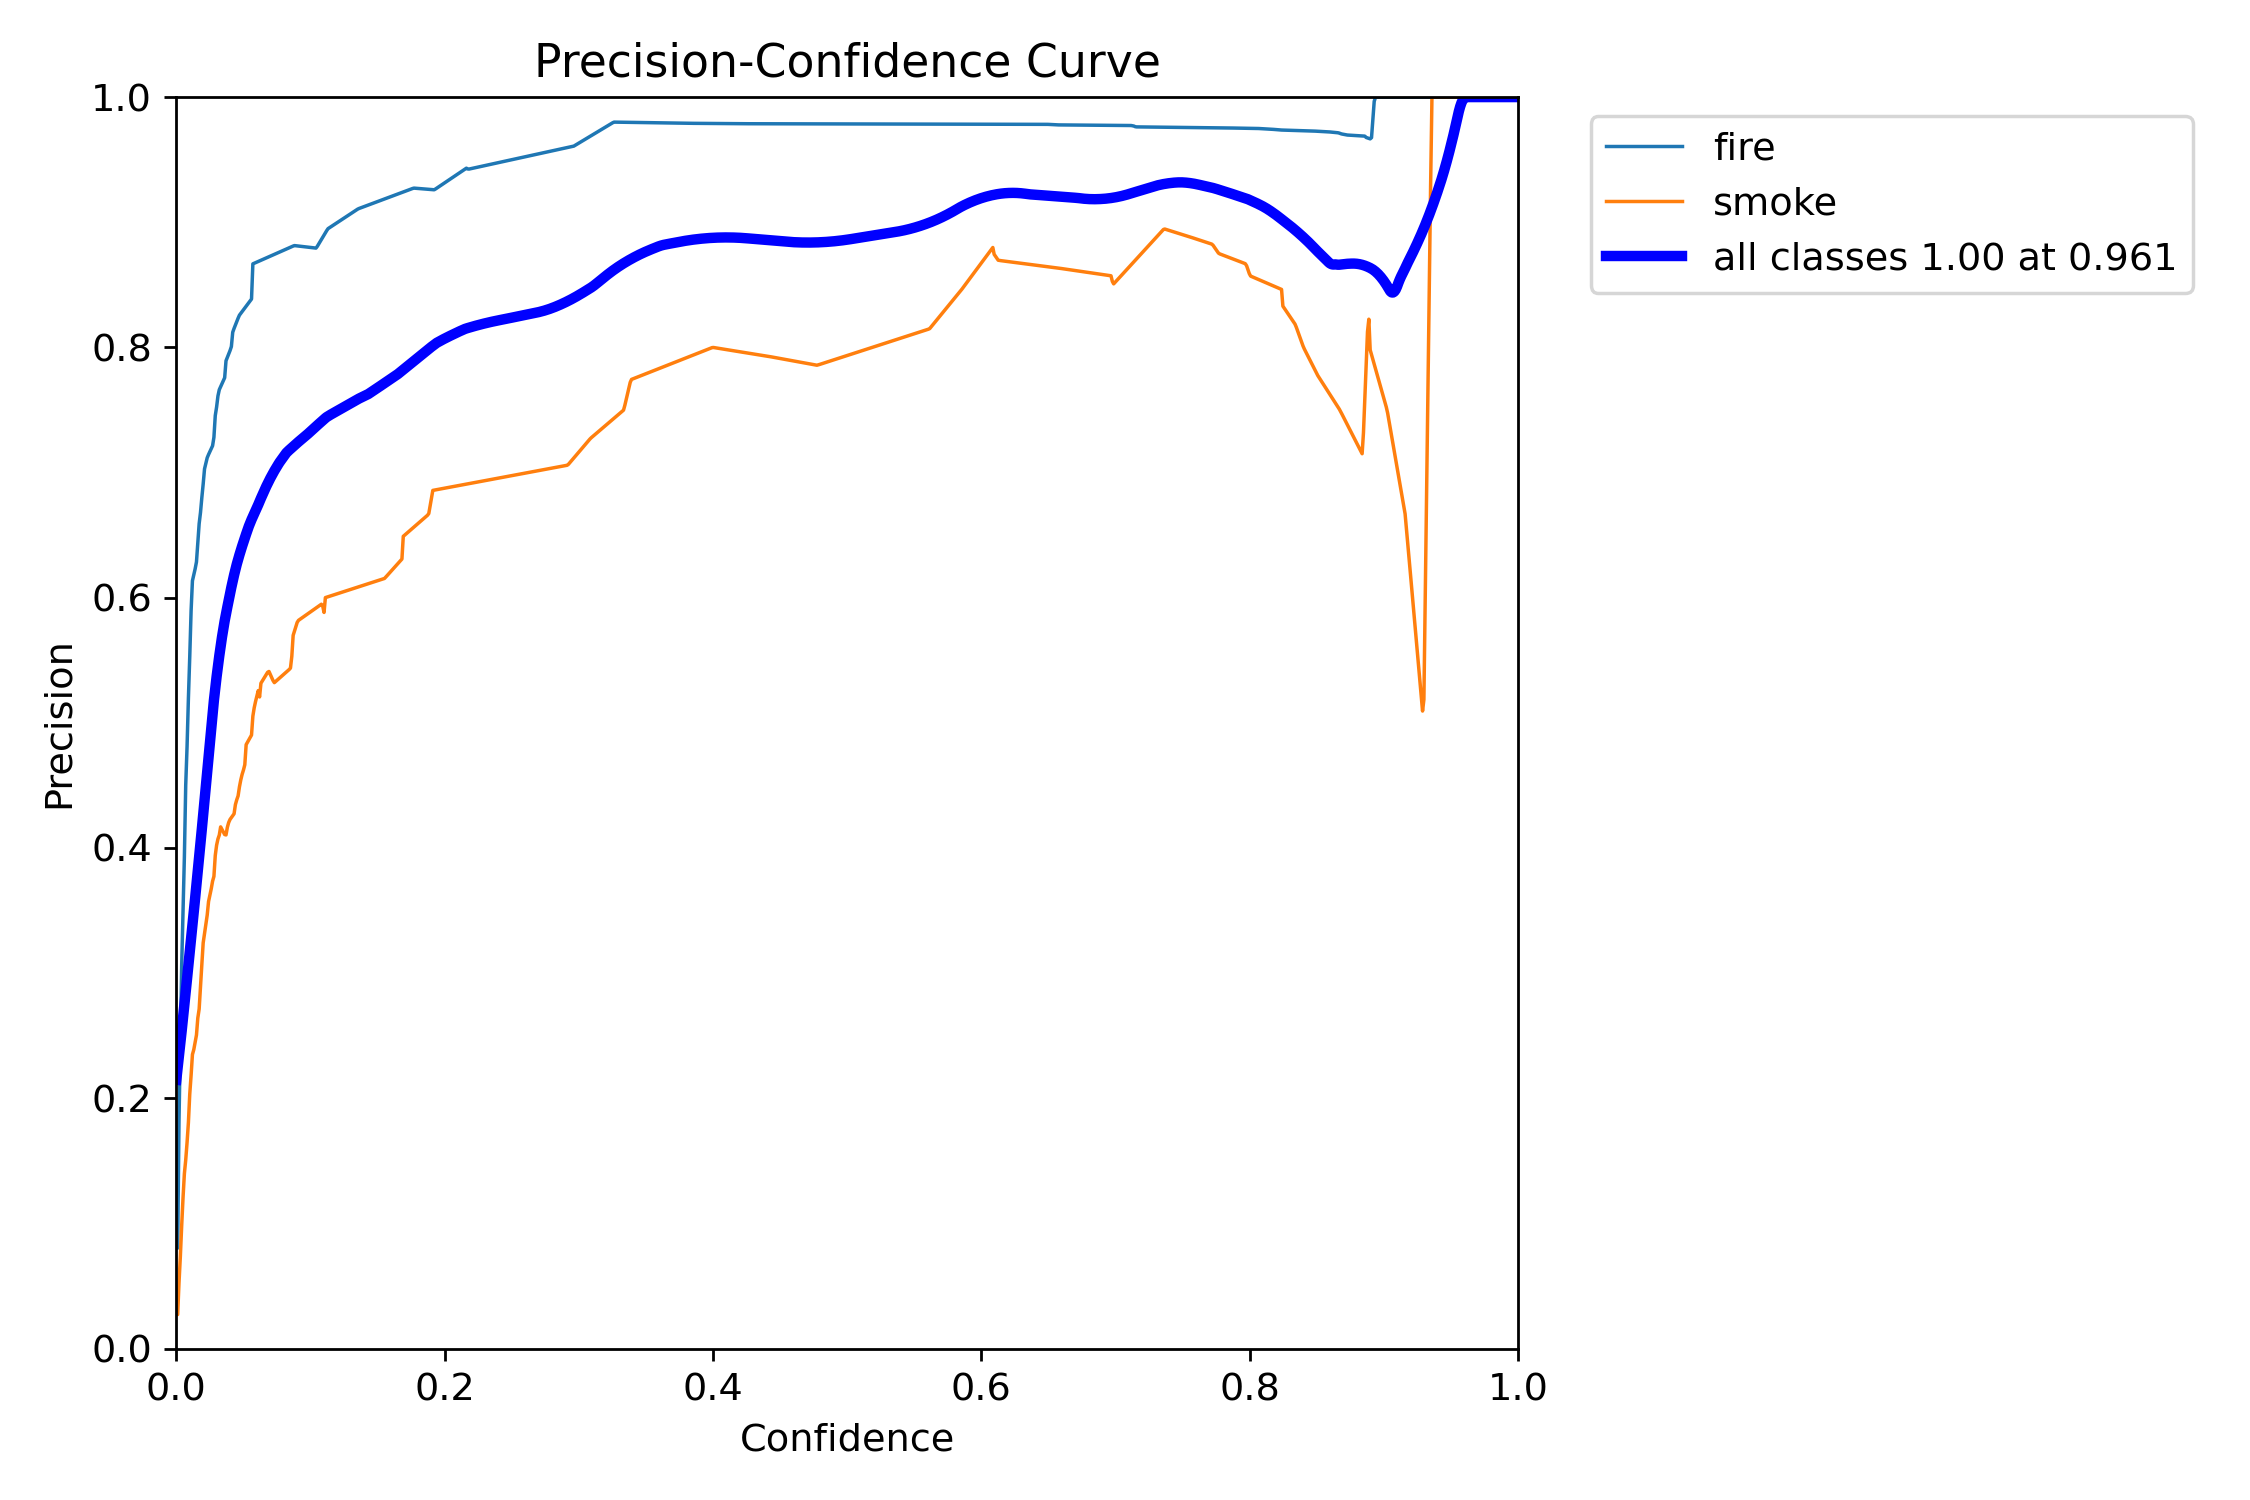 Precision-Confidence Curve
1.0
0.8
0.6
0.4
0.2
0.0
Precision
0.0 0.2 0.4 0.6 0.8 1.0
Confidence
fire
smoke
all classes 1.00 at 0.961